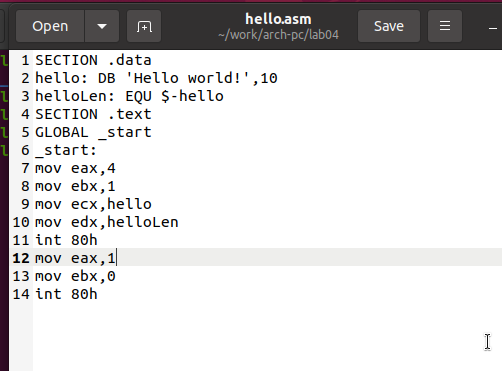 Open
hello.asm
~/work/arch-pc/lab04
Save
1 SECTION .data
2 hello: DB 'Hello world!',10
3 helloLen: EQU $-hello
4 SECTION .text
5 GLOBAL _start
6 _start:
7 mov eax,4
8 mov ebx,1
9 mov ecx,hello
10 mov edx,helloLen
11 int 80h
12 mov eax,1
13 mov ebx,0
14 int 80h